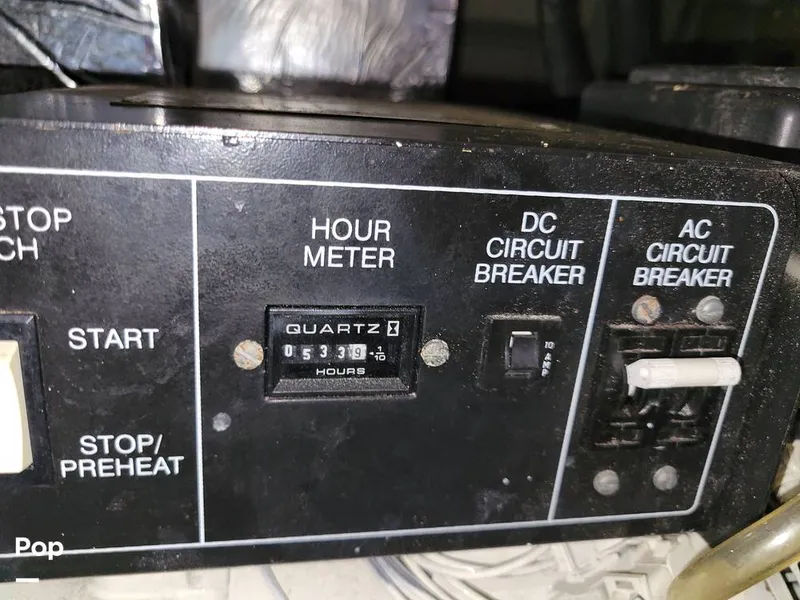 STOP
CH
START
STOP/
PREHEAT
HOUR
METER
QUARTZ
0 5 3 3 9 1/10
HOURS
DC
CIRCUIT
BREAKER
10
AMP
AC
CIRCUIT
BREAKER
Pop